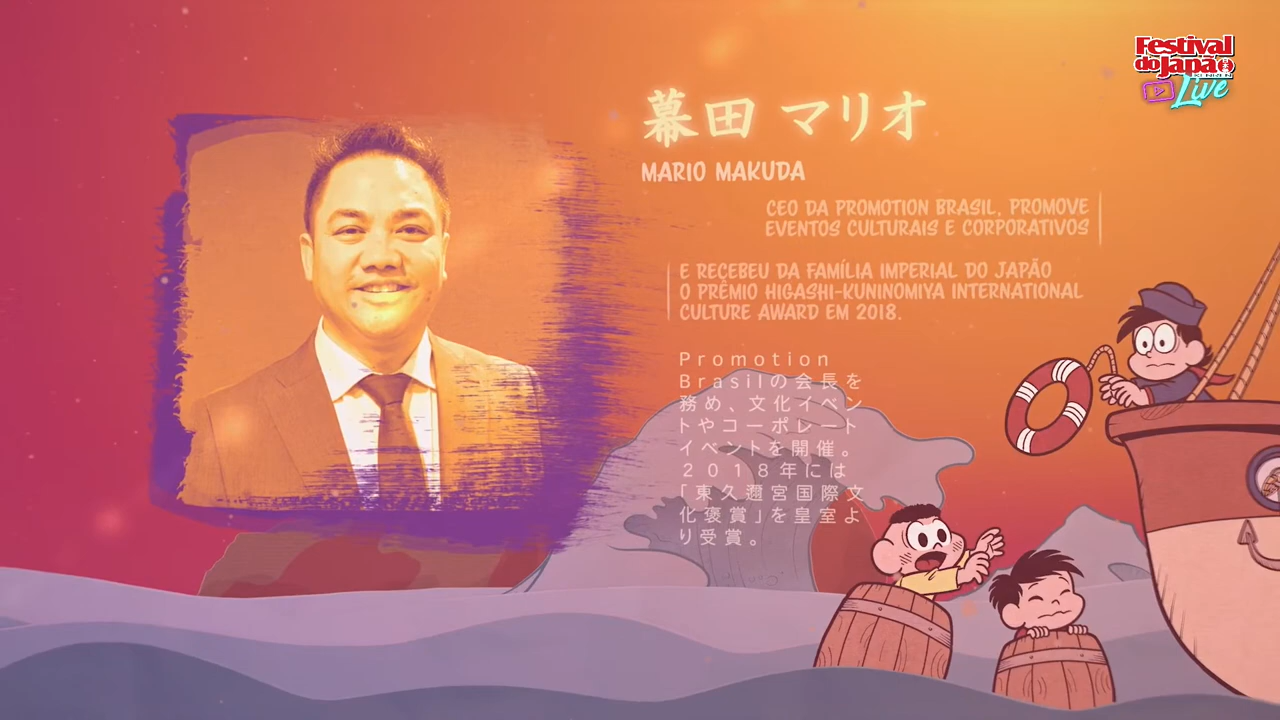 Festival
do Japão
KENREN
Live
幕田 マリオ
MARIO MAKUDA
CEO DA PROMOTION BRASIL, PROMOVE
EVENTOS CULTURAIS E CORPORATIVOS
E RECEBEU DA FAMÍLIA IMPERIAL DO JAPÃO
O PRÊMIO HIGASHI-KUNINOMIYA INTERNATIONAL
CULTURE AWARD EM 2018.
Promotion
Brasilの会長を
務め、文化イベン
トやコーポレート
イベントを開催。
２０１８年には
「東久邇宮国際文
化褒賞」を皇室よ
り受賞。